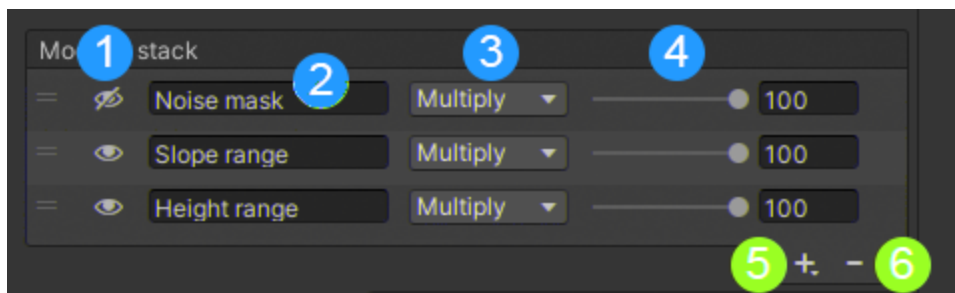 Mo 1 stack
1 2 3 4
Noise mask Multiply 100
Slope range Multiply 100
Height range Multiply 100
5 + - 6